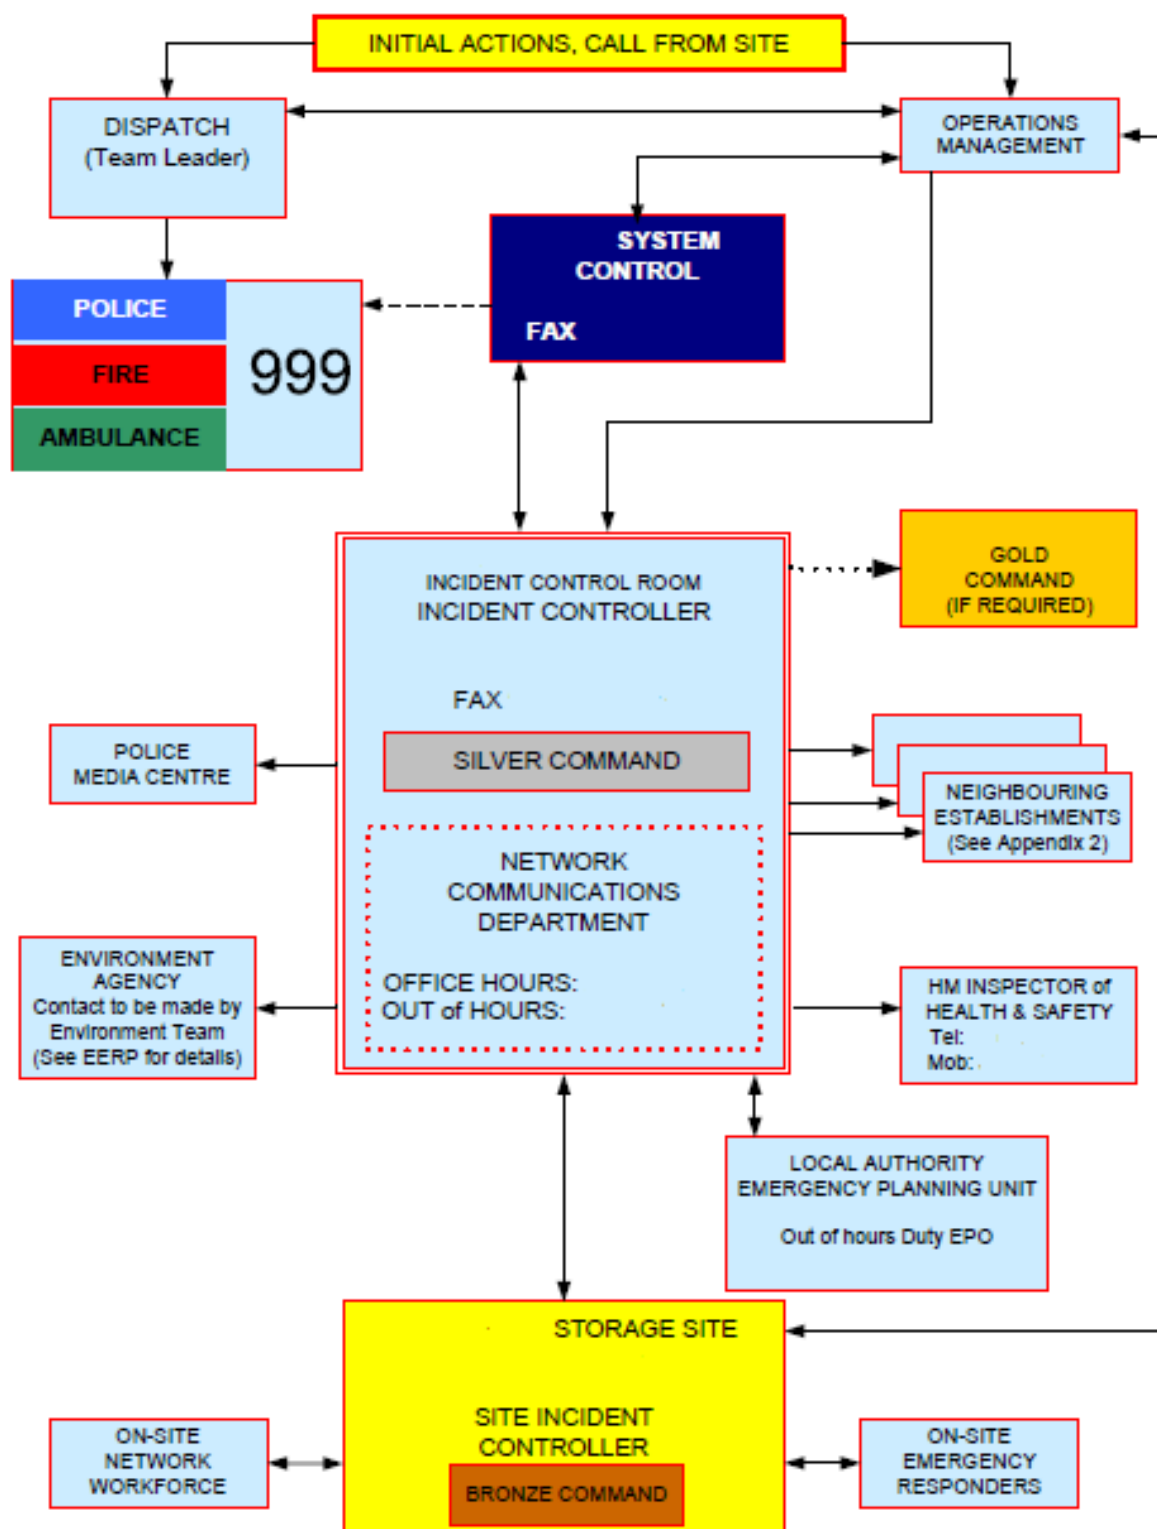 INITIAL ACTIONS, CALL FROM SITE
DISPATCH
(Team Leader)
OPERATIONS
MANAGEMENT
SYSTEM
CONTROL
FAX
POLICE
FIRE
AMBULANCE
999
INCIDENT CONTROL ROOM
INCIDENT CONTROLLER
FAX
SILVER COMMAND
NETWORK
COMMUNICATIONS
DEPARTMENT
OFFICE HOURS:
OUT of HOURS:
GOLD
COMMAND
(IF REQUIRED)
POLICE
MEDIA CENTRE
NEIGHBOURING
ESTABLISHMENTS
(See Appendix 2)
ENVIRONMENT
AGENCY
Contact to be made by
Environment Team
(See EERP for details)
HM INSPECTOR of
HEALTH & SAFETY
Tel:
Mob:
LOCAL AUTHORITY
EMERGENCY PLANNING UNIT
Out of hours Duty EPO
STORAGE SITE
SITE INCIDENT
CONTROLLER
BRONZE COMMAND
ON-SITE
NETWORK
WORKFORCE
ON-SITE
EMERGENCY
RESPONDERS